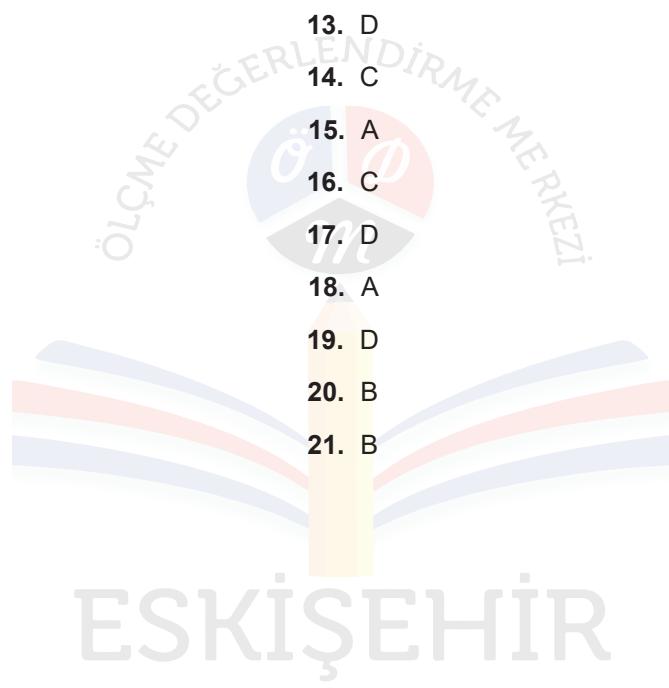 13. D
ÖLÇME DEĞERLENDİRME MERKEZİ
14. C
15. A
Ö D
16. C
17. D
m
18. A
19. D
20. B
21. B
ESKİŞEHİR